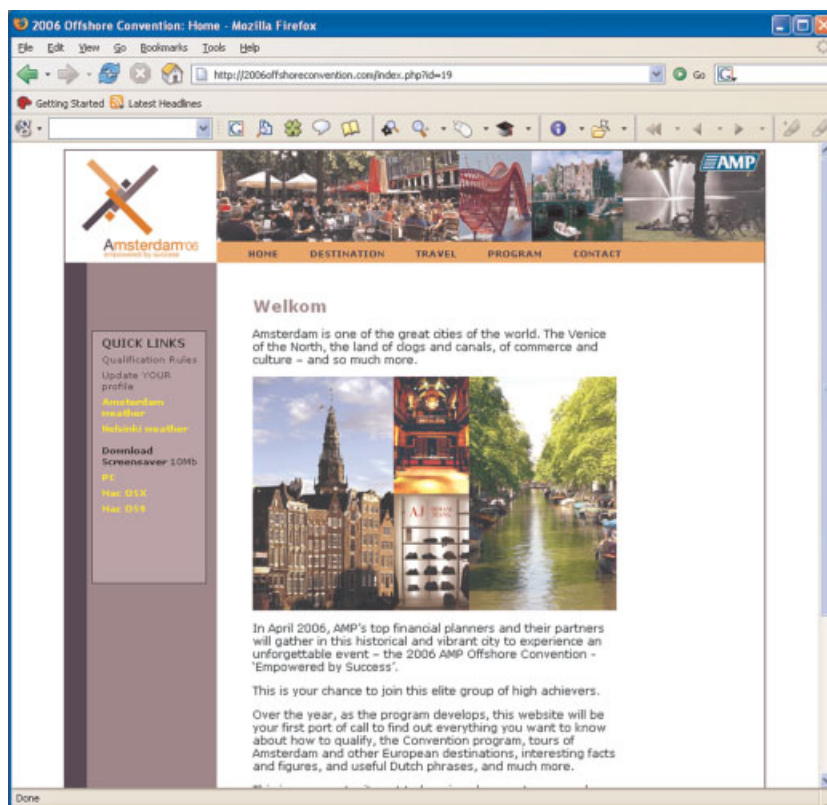 2006 Offshore Convention: Home - Mozilla Firefox
File Edit View Go Bookmarks Tools Help
http://2006offshoreconvention.com/index.php?id=19
Go
Getting Started Latest Headlines
AMP
Amsterdam'06
empowered by success
HOME DESTINATION TRAVEL PROGRAM CONTACT
Welkom
Amsterdam is one of the great cities of the world. The Venice
of the North, the land of clogs and canals, of commerce and
culture – and so much more.
QUICK LINKS
Qualification Rules
Update YOUR
profile
Amsterdam
weather
Helsinki weather
Download
Screensaver 10Mb
PC
Mac OSX
Mac OS9
AJ
In April 2006, AMP's top financial planners and their partners
will gather in this historical and vibrant city to experience an
unforgettable event – the 2006 AMP Offshore Convention -
'Empowered by Success'.
This is your chance to join this elite group of high achievers.
Over the year, as the program develops, this website will be
your first port of call to find out everything you want to know
about how to qualify, the Convention program, tours of
Amsterdam and other European destinations, interesting facts
and figures, and useful Dutch phrases, and much more.
Done